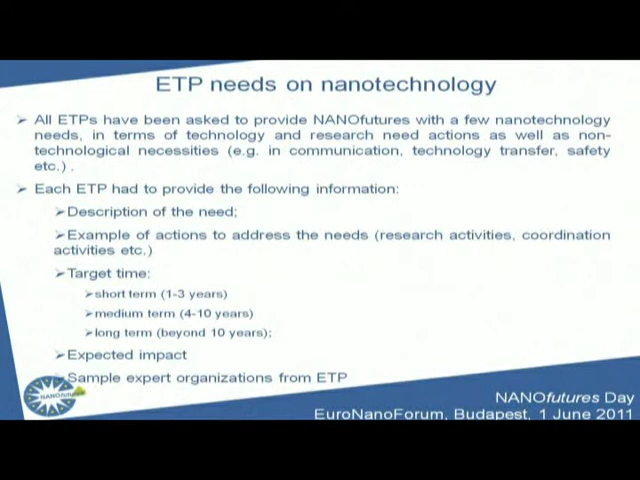 ETP needs on nanotechnology
➢ All ETPs have been asked to provide NANOfutures with a few nanotechnology
needs, in terms of technology and research need actions as well as non-
technological necessities (e.g. in communication, technology transfer, safety
etc.) .
➢ Each ETP had to provide the following information:
➢Description of the need;
➢Example of actions to address the needs (research activities, coordination
activities etc.)
➢Target time:
➢short term (1-3 years)
➢medium term (4-10 years)
➢long term (beyond 10 years);
➢Expected impact
➢Sample expert organizations from ETP
NANOfutures
NANOfutures Day
EuroNanoForum, Budapest, 1 June 2011